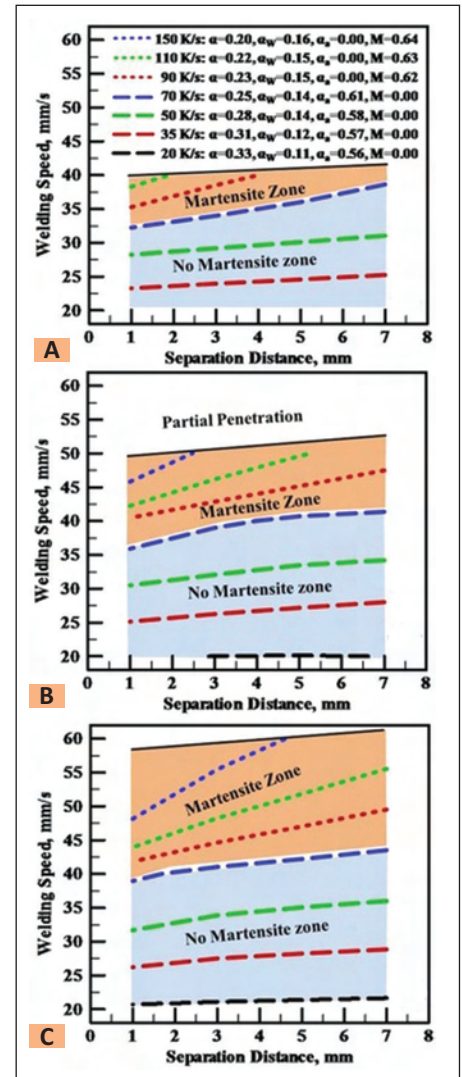 150 K/s: α=0.20, αW=0.16, αa=0.00, M=0.64
110 K/s: α=0.22, αW=0.15, αa=0.00, M=0.63
90 K/s: α=0.23, αW=0.15, αa=0.00, M=0.62
70 K/s: α=0.25, αW=0.14, αa=0.61, M=0.00
50 K/s: α=0.28, αW=0.14, αa=0.58, M=0.00
35 K/s: α=0.31, αW=0.12, αa=0.57, M=0.00
20 K/s: α=0.33, αW=0.11, αa=0.56, M=0.00
Welding Speed, mm/s
60
55
50
45
40
35
30
25
20
Martensite Zone
No Martensite zone
A
0 1 2 3 4 5 6 7 8
Separation Distance, mm
Welding Speed, mm/s
60
55
50
45
40
35
30
25
20
Partial Penetration
Martensite Zone
No Martensite zone
B
0 1 2 3 4 5 6 7 8
Separation Distance, mm
Welding Speed, mm/s
60
55
50
45
40
35
30
25
20
Martensite Zone
No Martensite zone
C
0 1 2 3 4 5 6 7 8
Separation Distance, mm